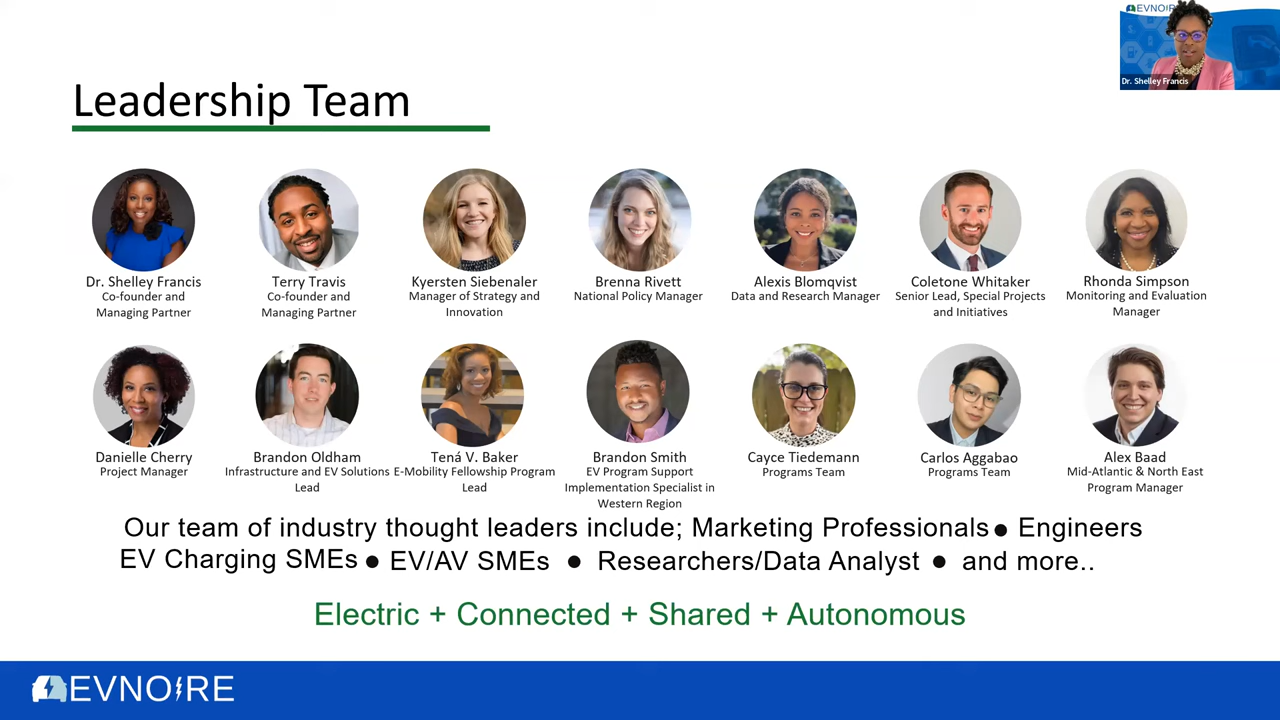 EVNOIRE
Dr. Shelley Francis
Leadership Team
Dr. Shelley Francis
Co-founder and
Managing Partner
Terry Travis
Co-founder and
Managing Partner
Kyersten Siebenaler
Manager of Strategy and
Innovation
Brenna Rivett
National Policy Manager
Alexis Blomqvist
Data and Research Manager
Coletone Whitaker
Senior Lead, Special Projects
and Initiatives
Rhonda Simpson
Monitoring and Evaluation
Manager
Danielle Cherry
Project Manager
Brandon Oldham
Infrastructure and EV Solutions
Lead
Tená V. Baker
E-Mobility Fellowship Program
Lead
Brandon Smith
EV Program Support
Implementation Specialist in
Western Region
Cayce Tiedemann
Programs Team
Carlos Aggabao
Programs Team
Alex Baad
Mid-Atlantic & North East
Program Manager
Our team of industry thought leaders include; Marketing Professionals ● Engineers
EV Charging SMEs ● EV/AV SMEs ● Researchers/Data Analyst ● and more..
Electric + Connected + Shared + Autonomous
EVNOIRE